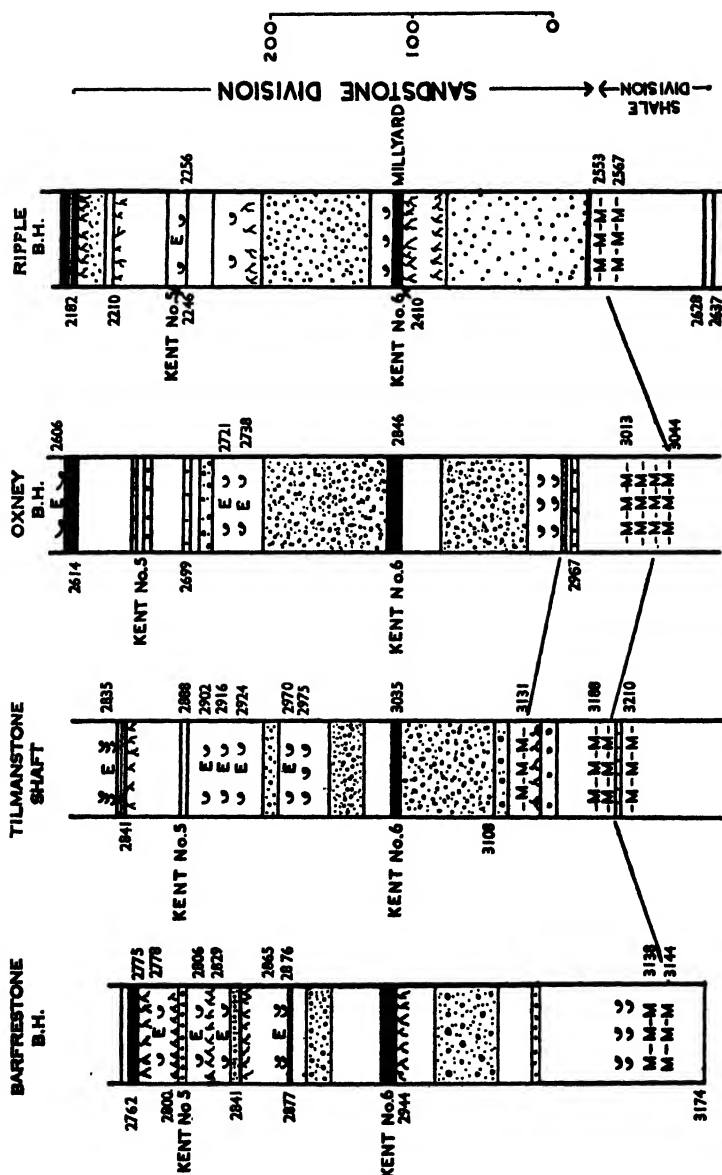 BARFRESTONE
B.H.
2762
2775
2778
2800
KENT No.5
2806
2829
2841
2865
2876
2877
KENT No.6
2944
3138
3144
3174
E
E
E
-M-M-M
-M-M-M
TILMANSTONE
SHAFT
2835
2841
2888
KENT No.5
2902
2916
2924
2970
2975
3035
KENT No.6
3108
3131
3188
3210
E
E
E
E
E
-M-M-M-
-M-M-M-
-M-M-M-
-M-M-M-
OXNEY
B.H.
2606
2614
KENT No.5
2699
2721
2738
2846
KENT No.6
2967
3013
3044
E
E
E
-M-M-M-
-M-M-M-
-M-M-M-
-M-M-M-
RIPPLE
B.H.
2182
2210
KENT No.5
2246
2256
KENT No.6
MILLYARD
2410
2553
2567
2628
2637
E
-M-M-M-
-M-M-M-
SANDSTONE DIVISION
SHALE
DIVISION
200
100
0